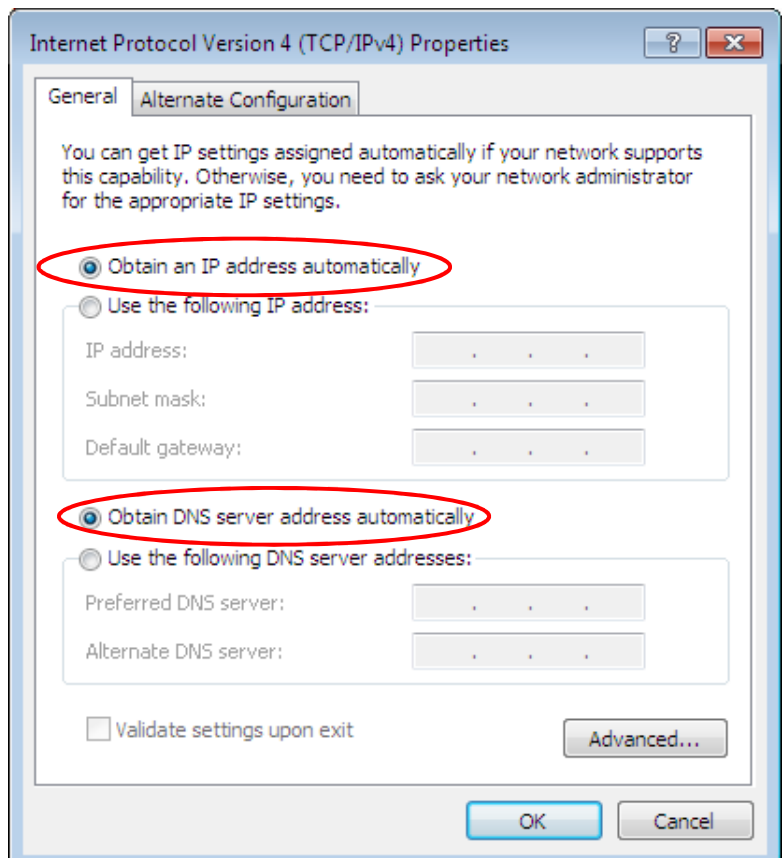 Internet Protocol Version 4 (TCP/IPv4) Properties
General
Alternate Configuration
You can get IP settings assigned automatically if your network supports
this capability. Otherwise, you need to ask your network administrator
for the appropriate IP settings.
Obtain an IP address automatically
Use the following IP address:
IP address:
Subnet mask:
Default gateway:
Obtain DNS server address automatically
Use the following DNS server addresses:
Preferred DNS server:
Alternate DNS server:
Validate settings upon exit
Advanced...
OK
Cancel